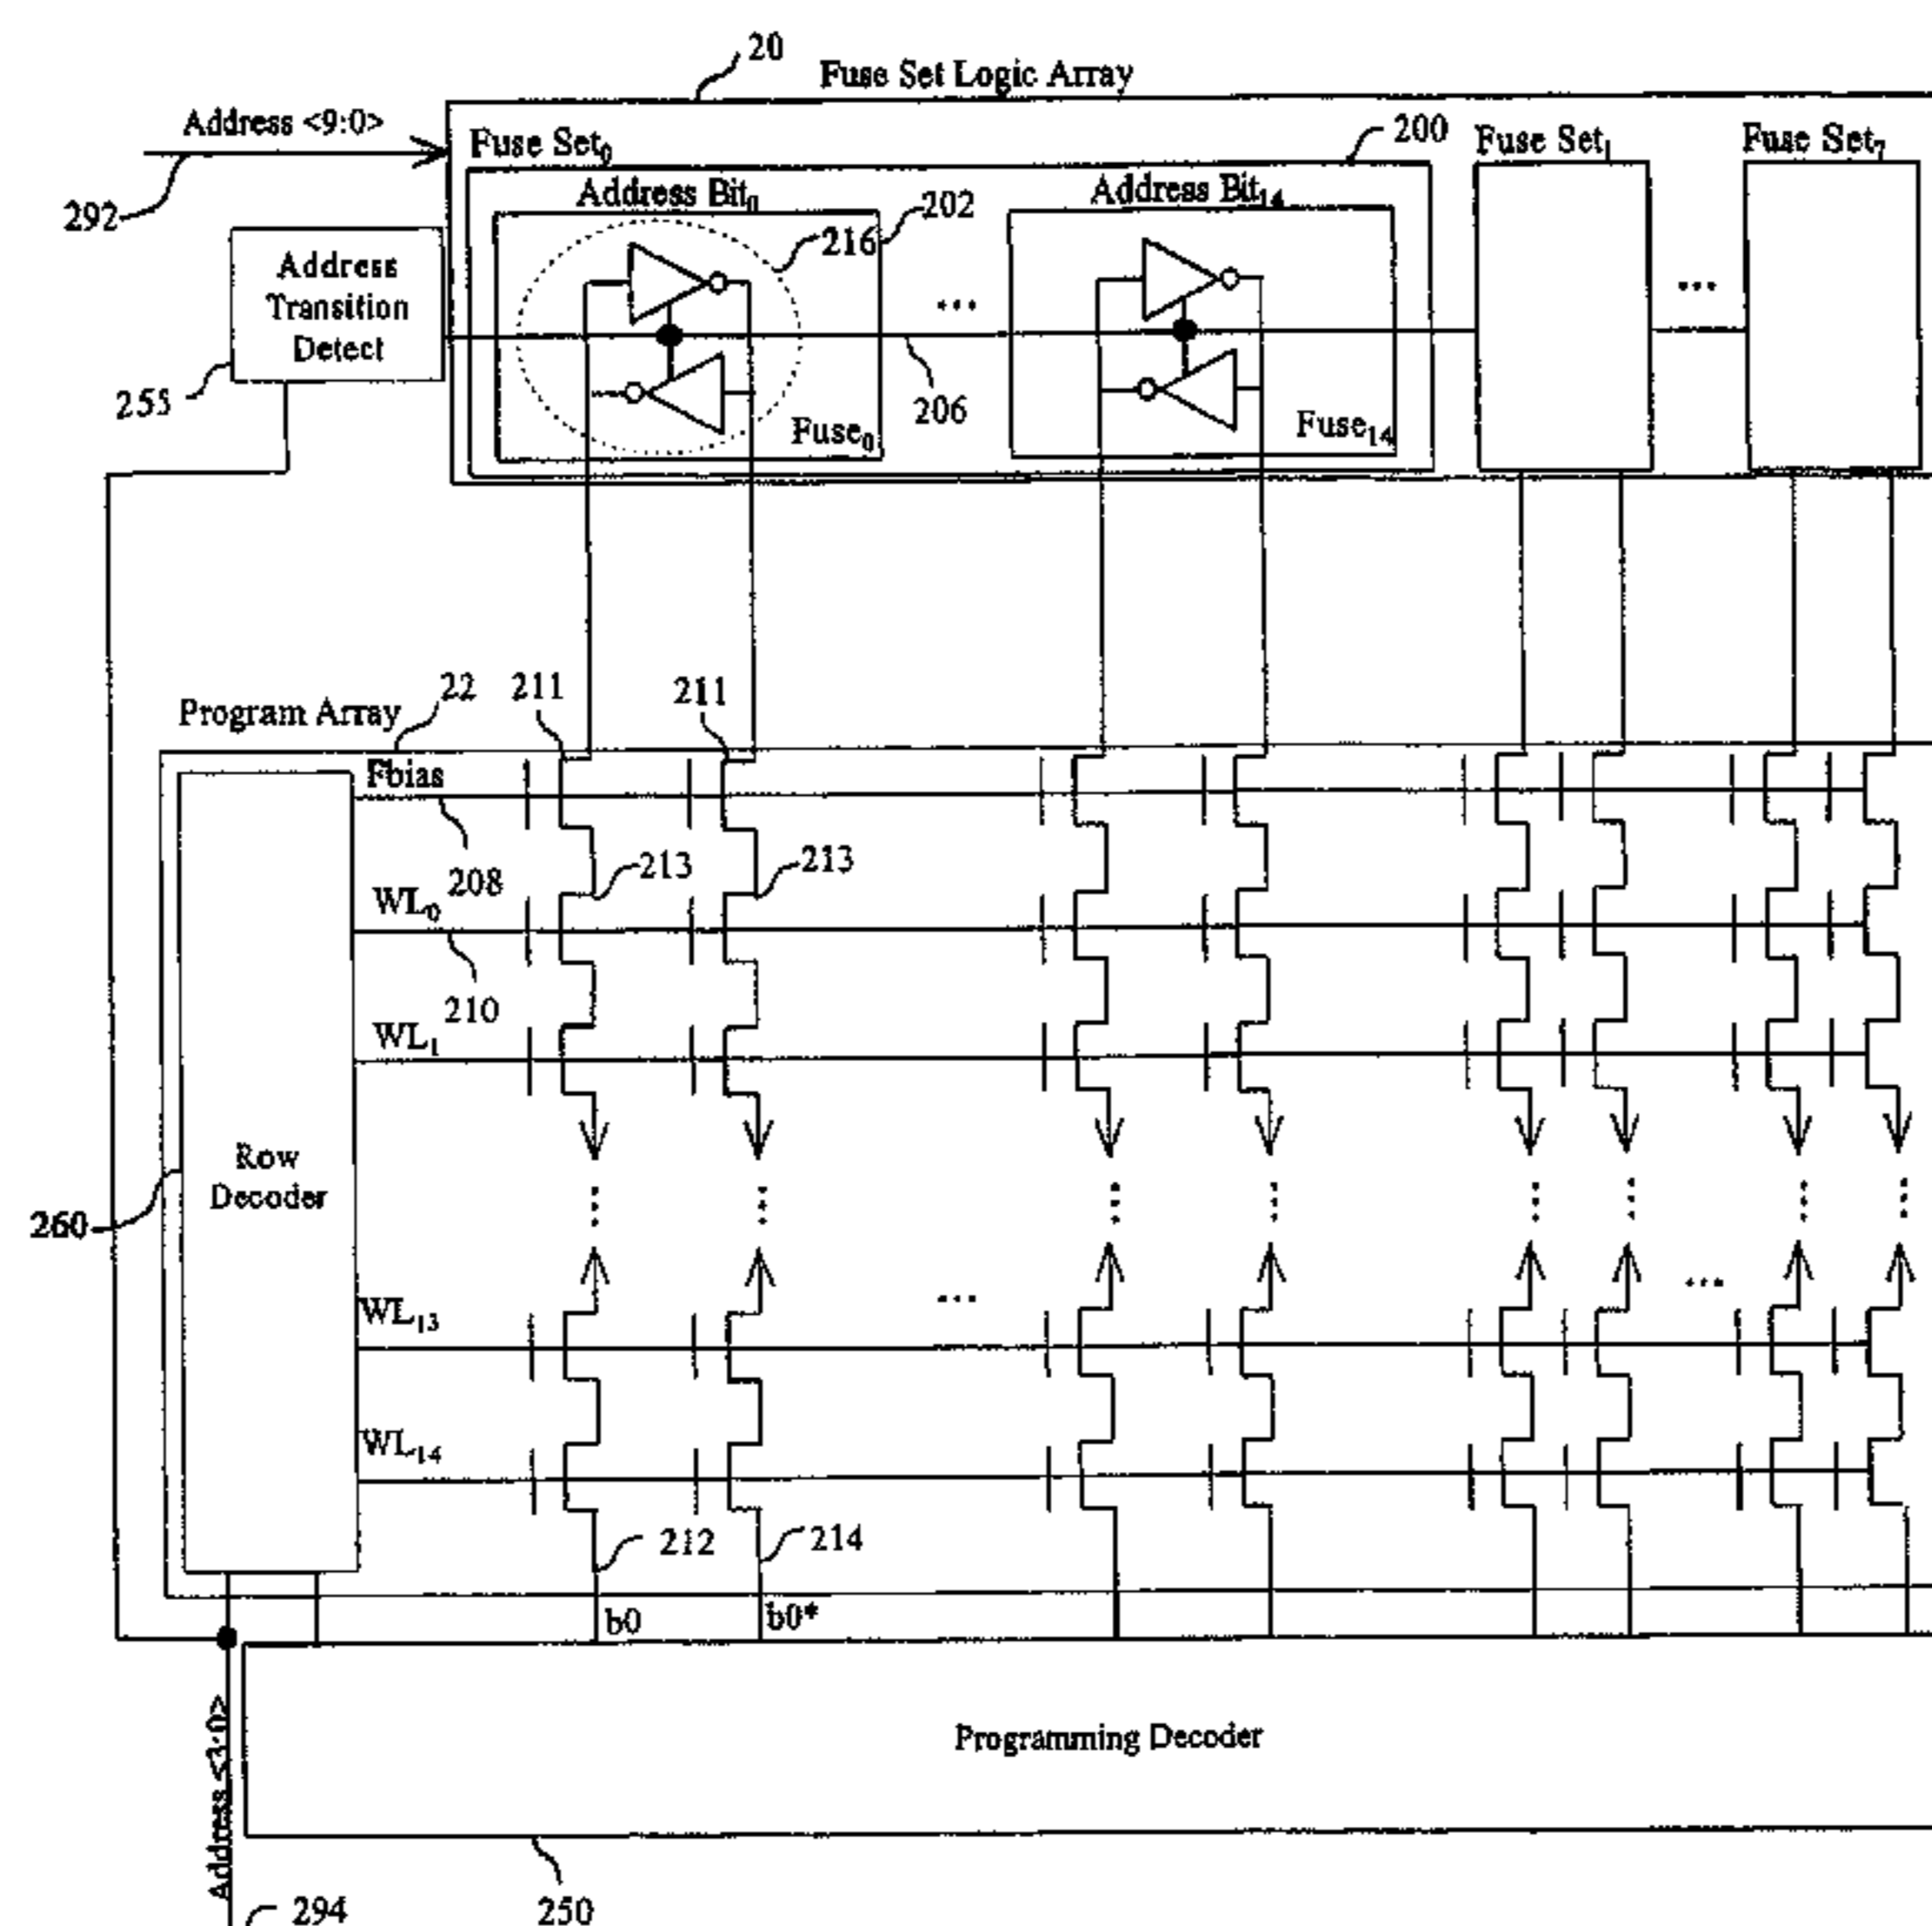 20
Fuse Set Logic Array
Address <9:0>
292
Fuse Set0
200
Fuse Set1
Fuse Set7
Address Bit0
202
Address Bit14
216
Address
Transition
Detect
255
...
...
206
Fuse0
Fuse14
Program Array
22
211
211
Fbias
208
213
213
WL0
210
WL1
Row
Decoder
260
...
...
WL13
WL14
212
214
b0
b0*
Address <3:0>
Programming Decoder
294
250